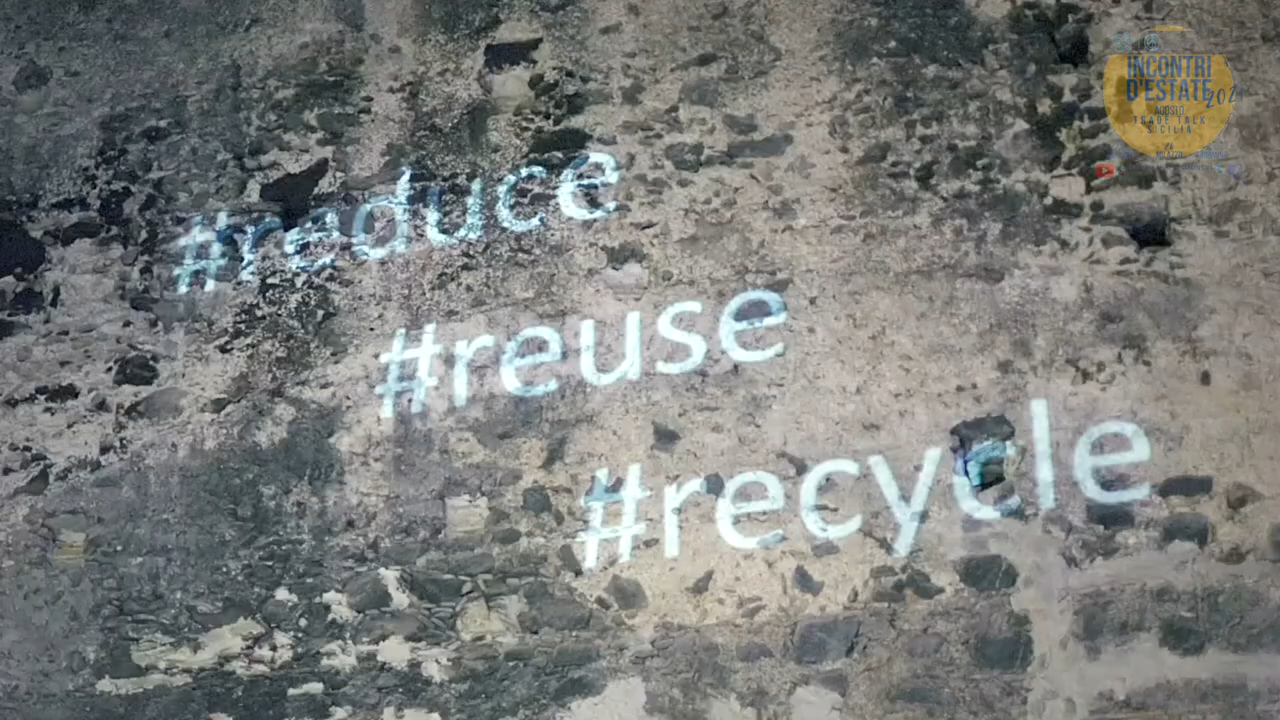 #reduce
#reuse
#recycle
INCONTRI
D'ESTATE
AGOSTO
TRADE TALK
SICILIA